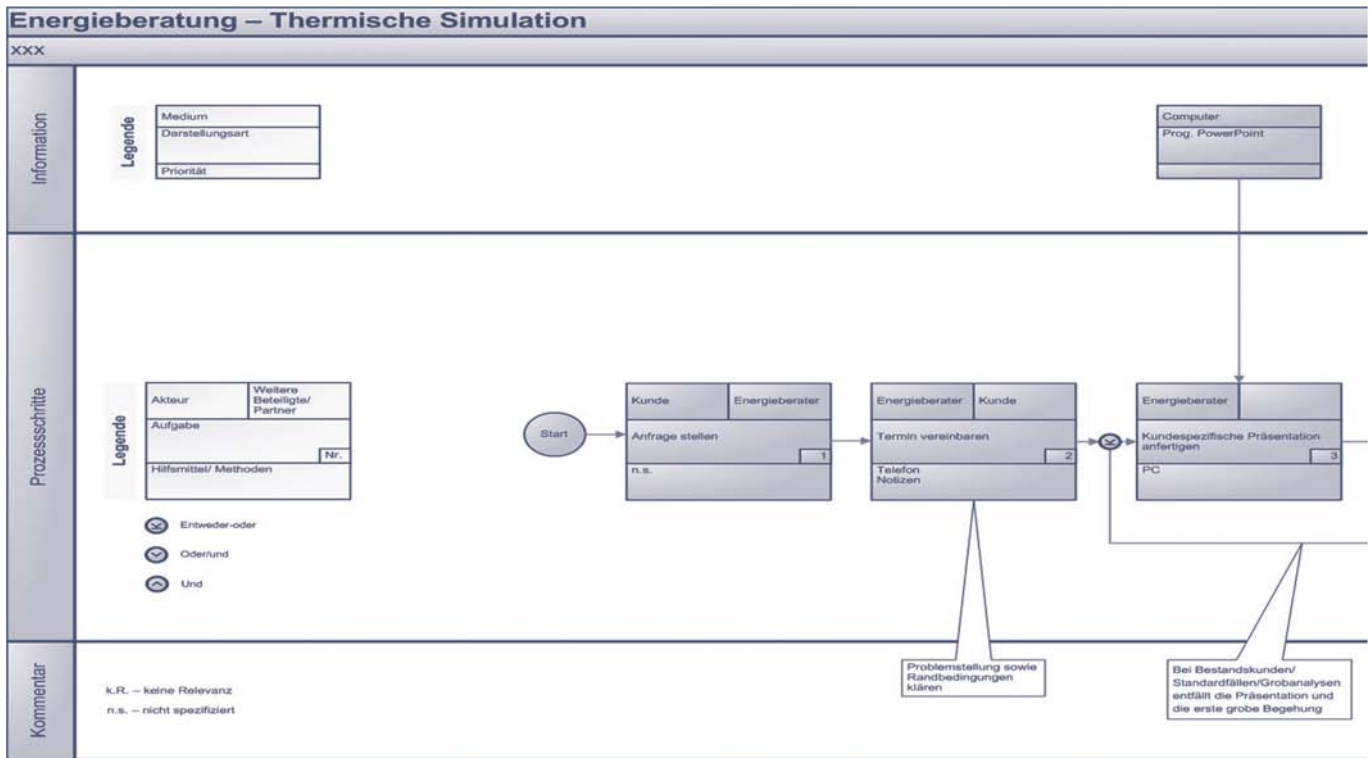 Energieberatung – Thermische Simulation
xxx
Information
Legende
Medium
Darstellungsart
Priorität
Computer
Prog. PowerPoint
Prozessschritte
Legende
Akteur
Weitere
Beteiligte/
Partner
Aufgabe
Nr.
Hilfsmittel/ Methoden
Entweder-oder
Oder/und
Und
Start
Kunde
Energieberater
Anfrage stellen
1
n.s.
Energieberater
Kunde
Termin vereinbaren
2
Telefon
Notizen
Energieberater
Kundespezifische Präsentation
anfertigen
3
PC
Kommentar
k.R. – keine Relevanz
n.s. – nicht spezifiziert
Problemstellung sowie
Randbedingungen
klären
Bei Bestandskunden/
Standardfällen/Grobanalysen
entfällt die Präsentation und
die erste grobe Begehung